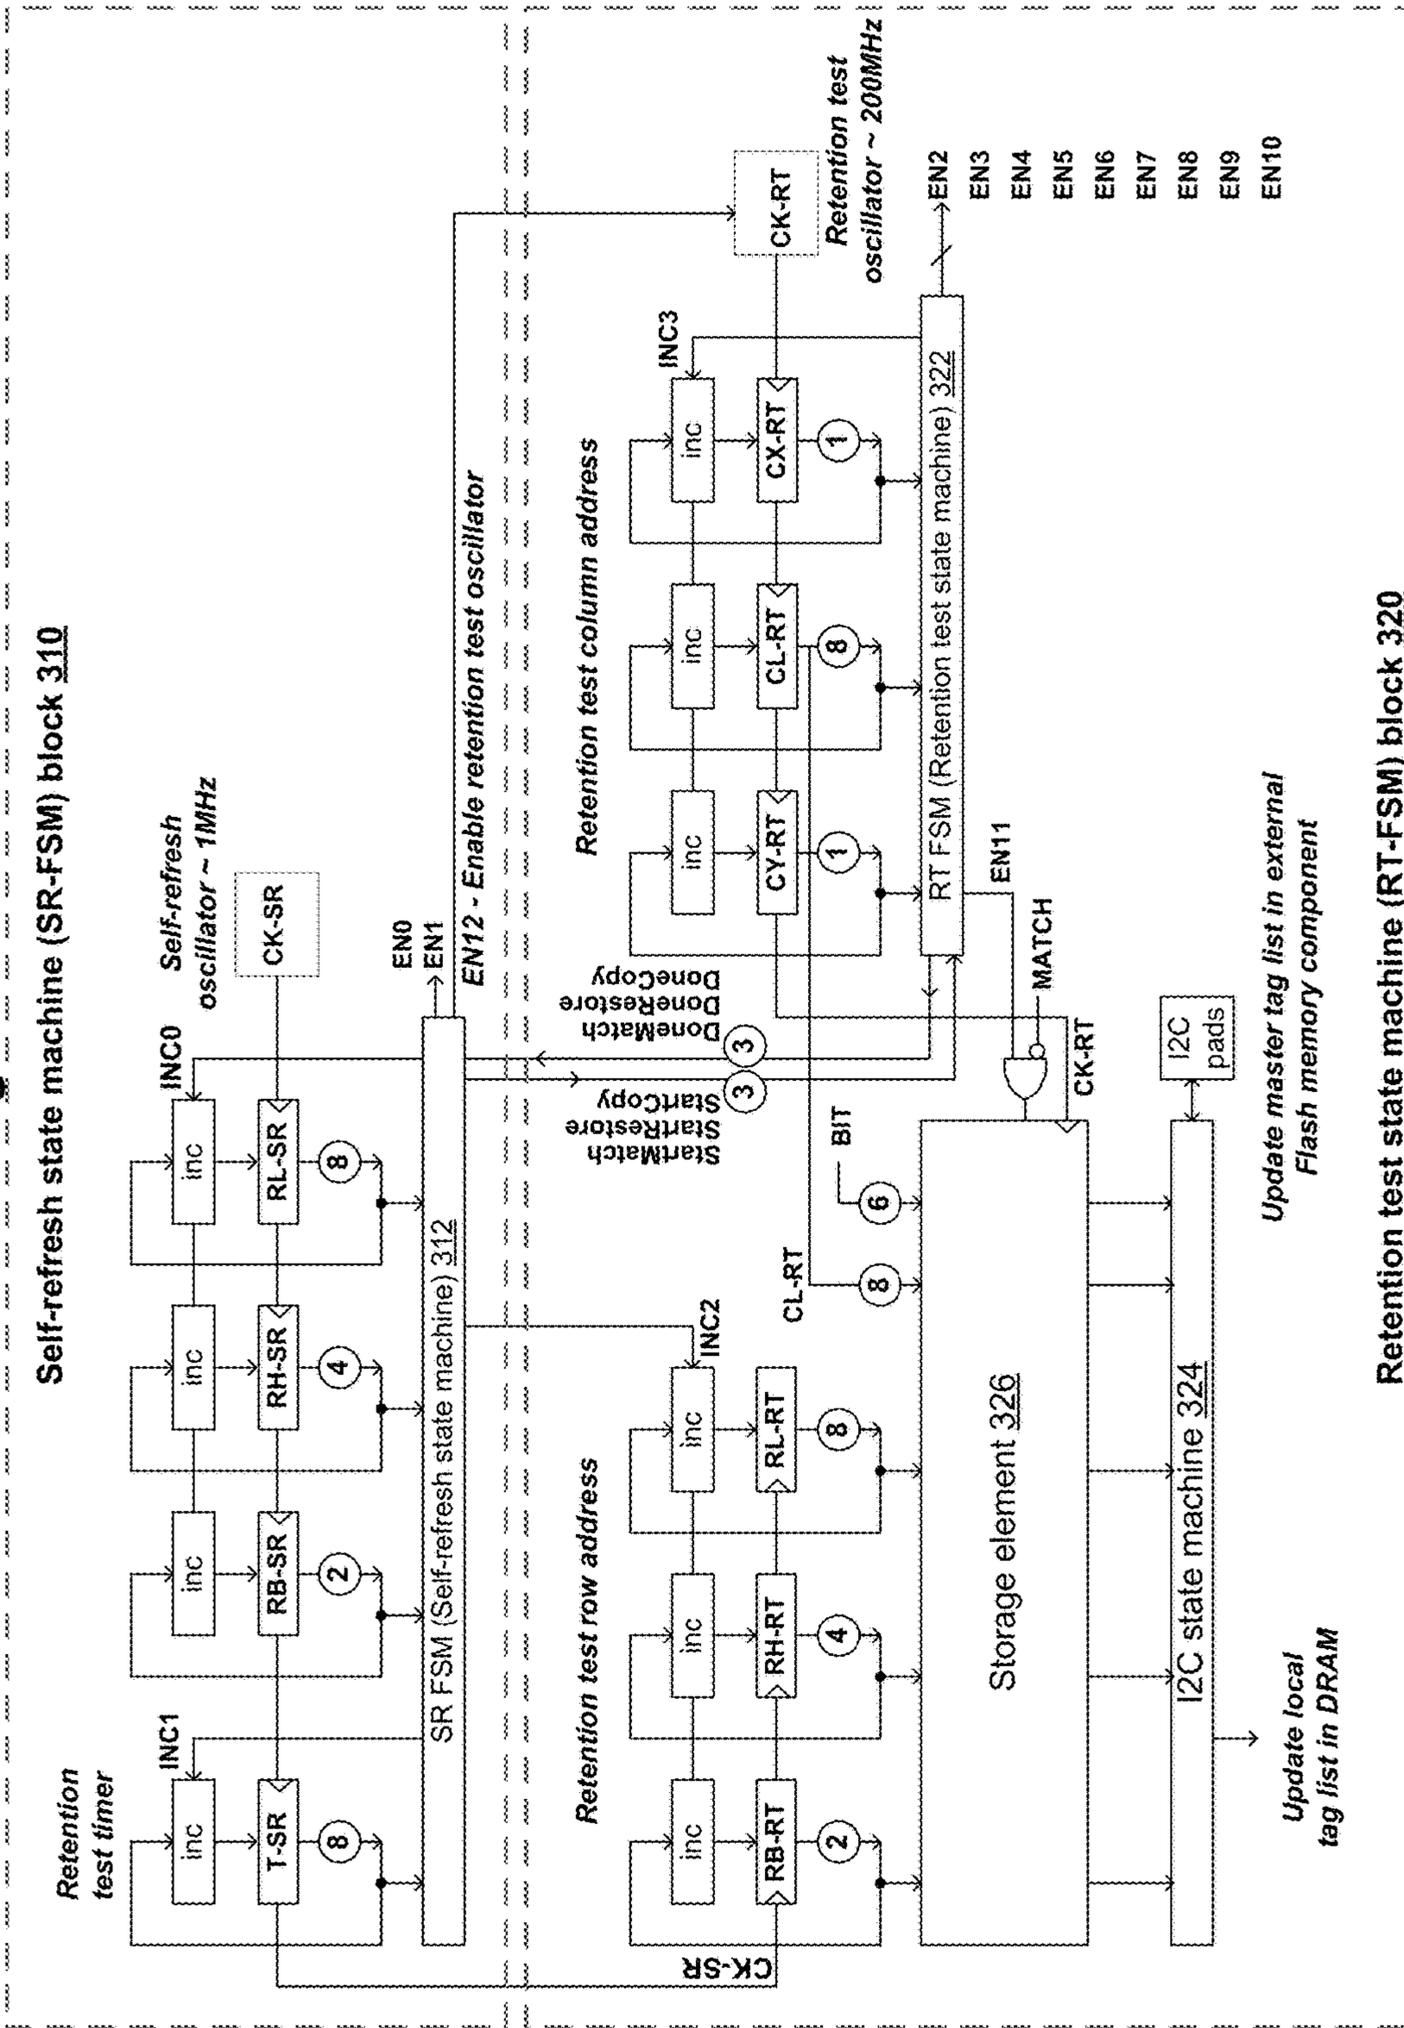 Self-refresh state machine (SR-FSM) block 310
Retention
test timer
INC1
inc
T-SR
8
inc
RB-SR
2
inc
RH-SR
4
INC0
inc
RL-SR
8
Self-refresh
oscillator ~ 1MHz
CK-SR
SR FSM (Self-refresh state machine) 312
EN0
EN1
EN12 - Enable retention test oscillator
StartMatch
StartRestore
StartCopy
3
DoneMatch
DoneRestore
DoneCopy
3
CK-SR
Retention test row address
inc
RB-RT
2
inc
RH-RT
4
INC2
inc
RL-RT
8
CL-RT
8
BIT
6
Retention test column address
inc
CY-RT
1
inc
CL-RT
8
INC3
inc
CX-RT
1
CK-RT
Retention test
oscillator ~ 200MHz
RT FSM (Retention test state machine) 322
EN2
EN3
EN4
EN5
EN6
EN7
EN8
EN9
EN10
EN11
MATCH
CK-RT
Storage element 326
I2C state machine 324
I2C
pads
Update local
tag list in DRAM
Update master tag list in external
Flash memory component
Retention test state machine (RT-FSM) block 320